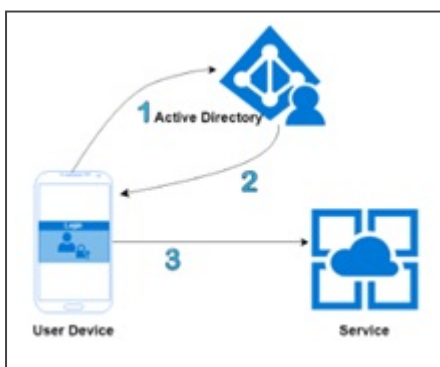 1
Active Directory
2
Login
3
User Device
Service